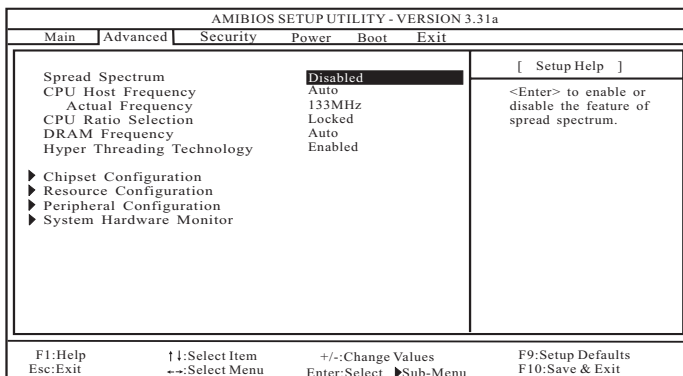 AMIBIOS SETUP UTILITY - VERSION 3.31a
Main Advanced Security Power Boot Exit
Spread Spectrum Disabled
CPU Host Frequency Auto
Actual Frequency 133MHz
CPU Ratio Selection Locked
DRAM Frequency Auto
Hyper Threading Technology Enabled
Chipset Configuration
Resource Configuration
Peripheral Configuration
System Hardware Monitor
[ Setup Help ]
<Enter> to enable or
disable the feature of
spread spectrum.
F1:Help ↑↓:Select Item +/-:Change Values F9:Setup Defaults
Esc:Exit ←→:Select Menu Enter:Select ▶Sub-Menu F10:Save & Exit